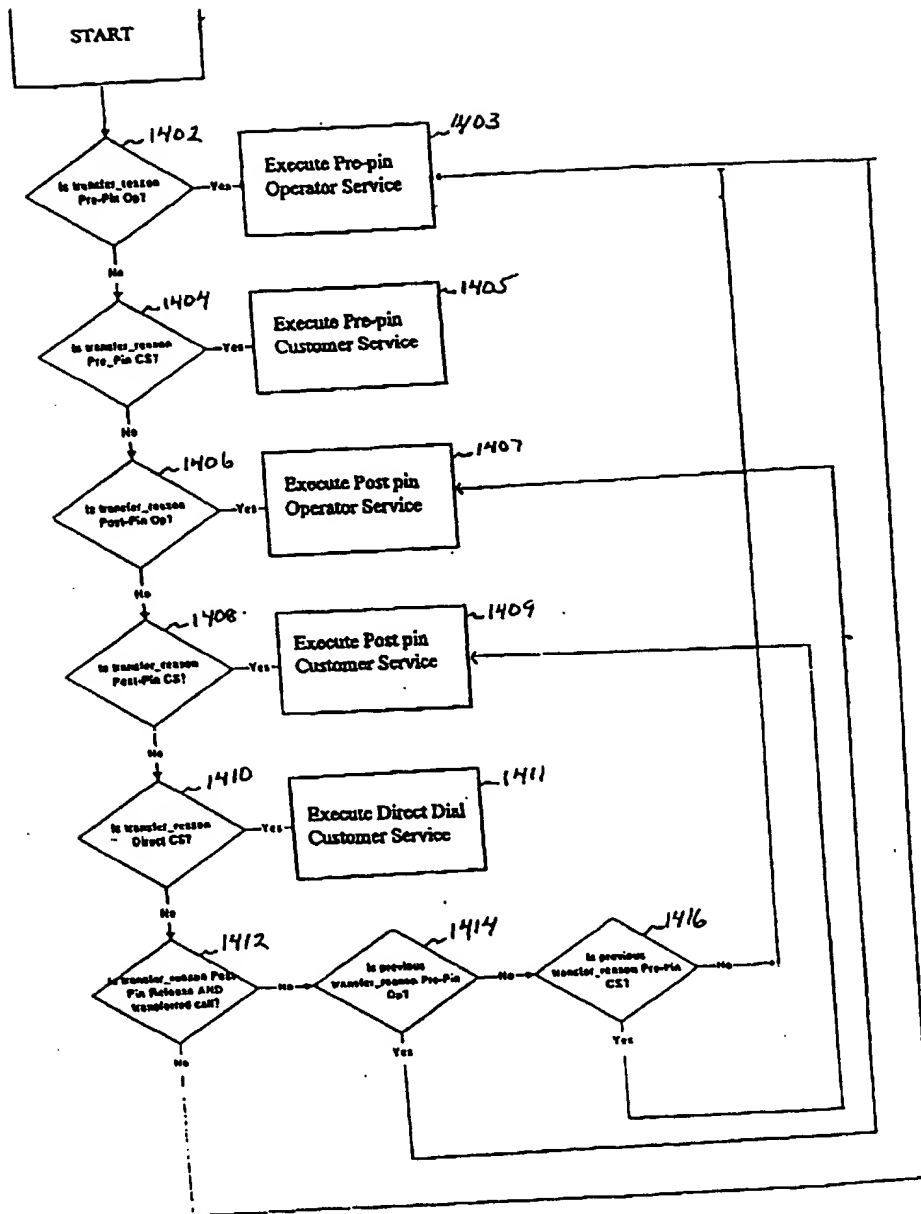 START
1402
1403
Is transfer_reason
Pre-Pin Op?
Yes
Execute Pre-pin
Operator Service
No
1404
1405
Is transfer_reason
Pre_Pin CS?
Yes
Execute Pre-pin
Customer Service
No
1406
1407
Is transfer_reason
Post-Pin Op?
Yes
Execute Post pin
Operator Service
No
1408
1409
Is transfer_reason
Post-Pin CS?
Yes
Execute Post pin
Customer Service
No
1410
1411
Is transfer_reason
Direct CS?
Yes
Execute Direct Dial
Customer Service
No
1412
1414
1416
Is transfer_reason Post
Pin Release AND
transferred call?
No
Is previous
transfer_reason Pre-Pin
Op?
No
Is previous
transfer_reason Pre-Pin
CS?
No
No
Yes
Yes